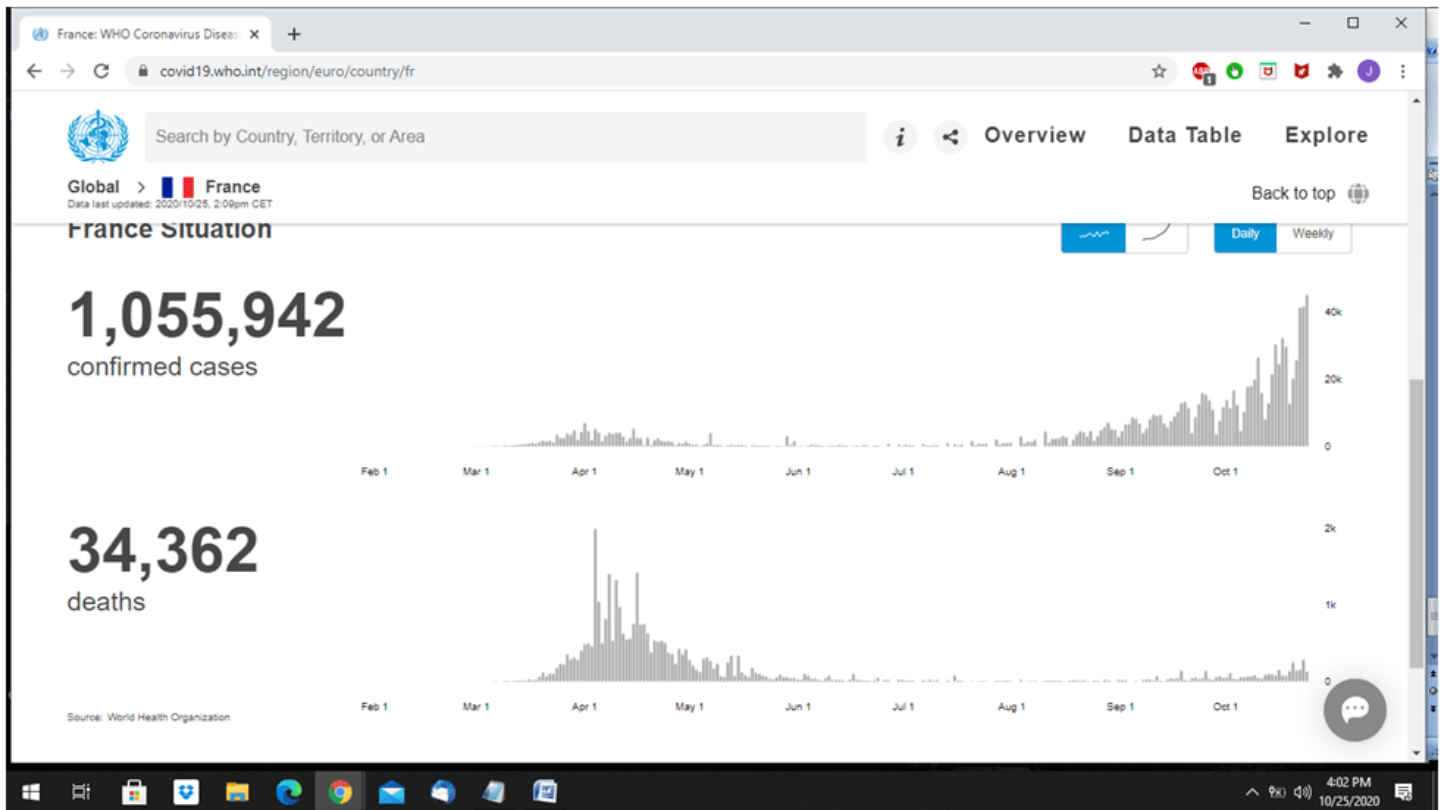 France: WHO Coronavirus Diseas
covid19.who.int/region/euro/country/fr
ABP
1
J
Search by Country, Territory, or Area
i
Overview
Data Table
Explore
Global > France
Data last updated: 2020/10/25, 2:09pm CET
Back to top
France Situation
Daily
Weekly
1,055,942
confirmed cases
40k
20k
0
Feb 1
Mar 1
Apr 1
May 1
Jun 1
Jul 1
Aug 1
Sep 1
Oct 1
34,362
deaths
2k
1k
0
Feb 1
Mar 1
Apr 1
May 1
Jun 1
Jul 1
Aug 1
Sep 1
Oct 1
Source: World Health Organization
4:02 PM
10/25/2020